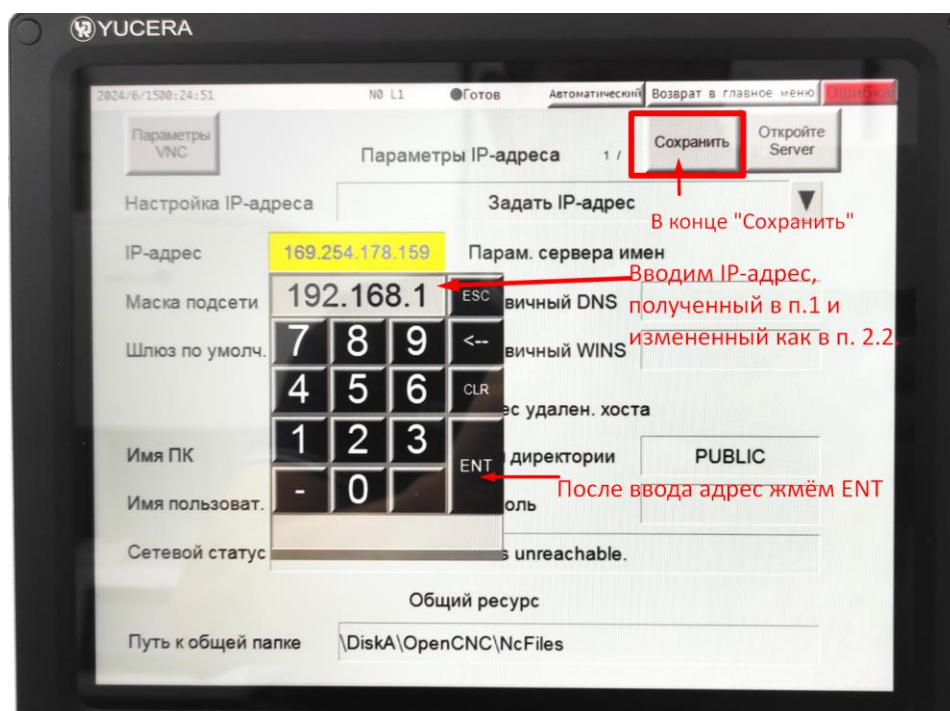 YUCERA
2024/6/1500:24:51 N0 L1 Готов Автоматический Возврат в главное меню Ошибка
Параметры VNC
Параметры IP-адреса 1 /
Сохранить
Откройте Server
Настройка IP-адреса Задать IP-адрес ▼
В конце "Сохранить"
IP-адрес 169.254.178.159 Парам. сервера имен
Вводим IP-адрес,
полученный в п.1 и
измененный как в п. 2.2.
Маска подсети 192.168.1 ESC вичный DNS
Шлюз по умолч. 7 8 9 <-- вичный WINS
4 5 6 CLR
ес удален. хоста
1 2 3
Имя ПК ENT директории PUBLIC
- 0
После ввода адрес жмём ENT
Имя пользоват. оль
Сетевой статус s unreachable.
Общий ресурс
Путь к общей папке \DiskA\OpenCNC\NcFiles